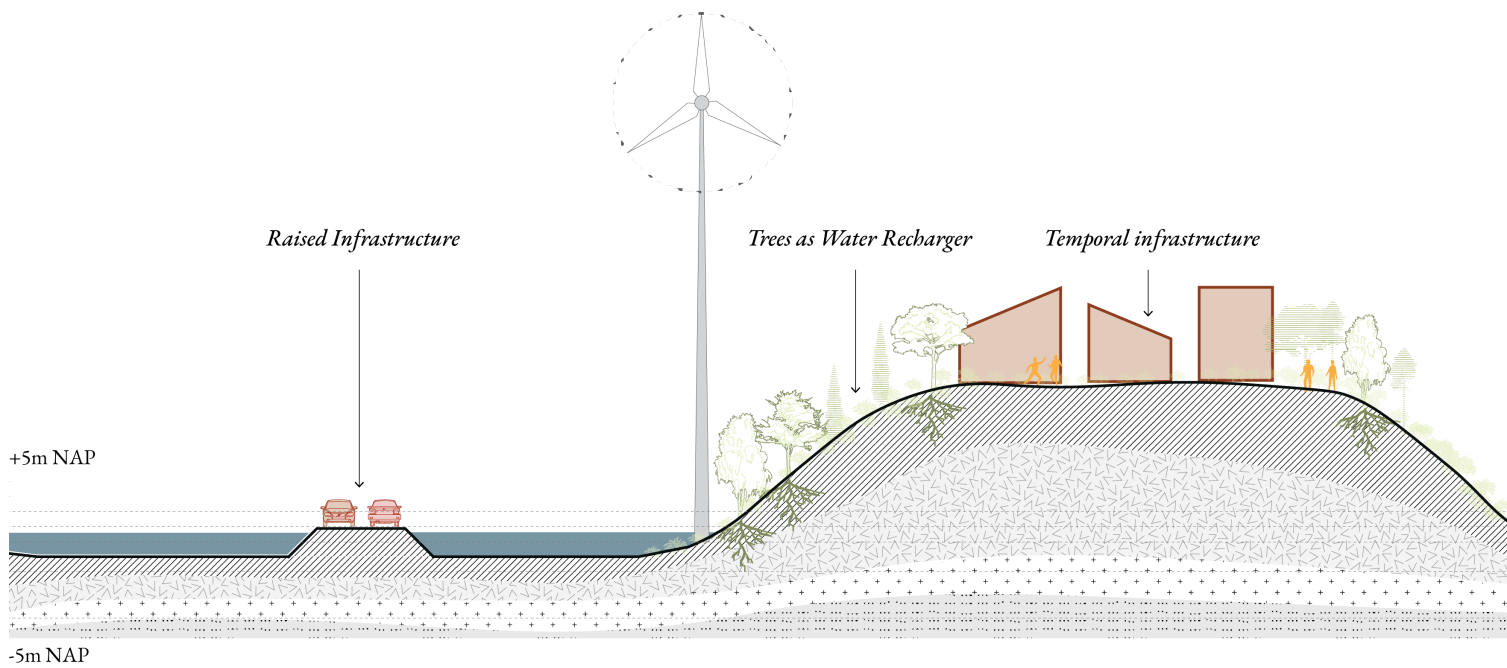 Raised Infrastructure
Trees as Water Recharger
Temporal infrastructure
+5m NAP
-5m NAP